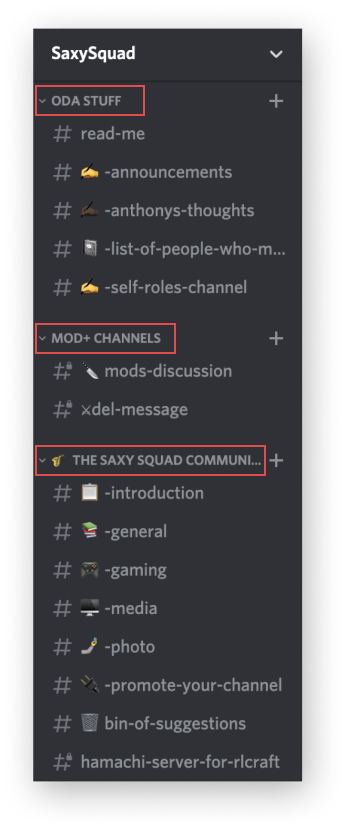 SaxySquad
ODA STUFF
# read-me
# ✍️ -announcements
# ✍🏿 -anthonys-thoughts
# 📓 -list-of-people-who-m...
# ✍️ -self-roles-channel
MOD+ CHANNELS
# 🔪 mods-discussion
# ⚔del-message
🎷 THE SAXY SQUAD COMMUNI...
# 📋 -introduction
# 📚 -general
# 🎮 -gaming
# 🖥️ -media
# 🤳 -photo
# 🔌 -promote-your-channel
# 🗑️ bin-of-suggestions
# hamachi-server-for-rlcraft